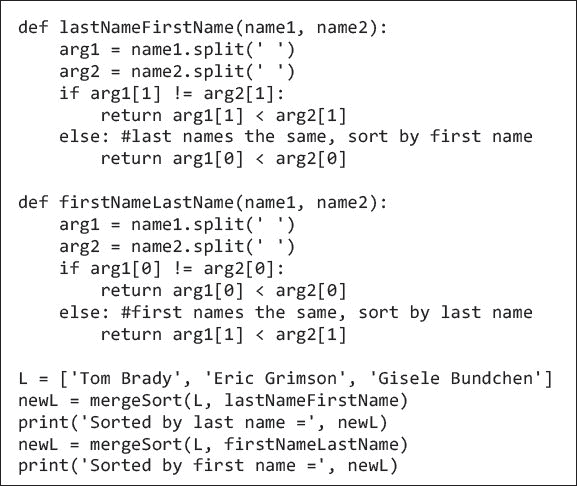 def lastNameFirstName(name1, name2):
    arg1 = name1.split(' ')
    arg2 = name2.split(' ')
    if arg1[1] != arg2[1]:
        return arg1[1] < arg2[1]
    else: #last names the same, sort by first name
        return arg1[0] < arg2[0]

def firstNameLastName(name1, name2):
    arg1 = name1.split(' ')
    arg2 = name2.split(' ')
    if arg1[0] != arg2[0]:
        return arg1[0] < arg2[0]
    else: #first names the same, sort by last name
        return arg1[1] < arg2[1]

L = ['Tom Brady', 'Eric Grimson', 'Gisele Bundchen']
newL = mergeSort(L, lastNameFirstName)
print('Sorted by last name =', newL)
newL = mergeSort(L, firstNameLastName)
print('Sorted by first name =', newL)